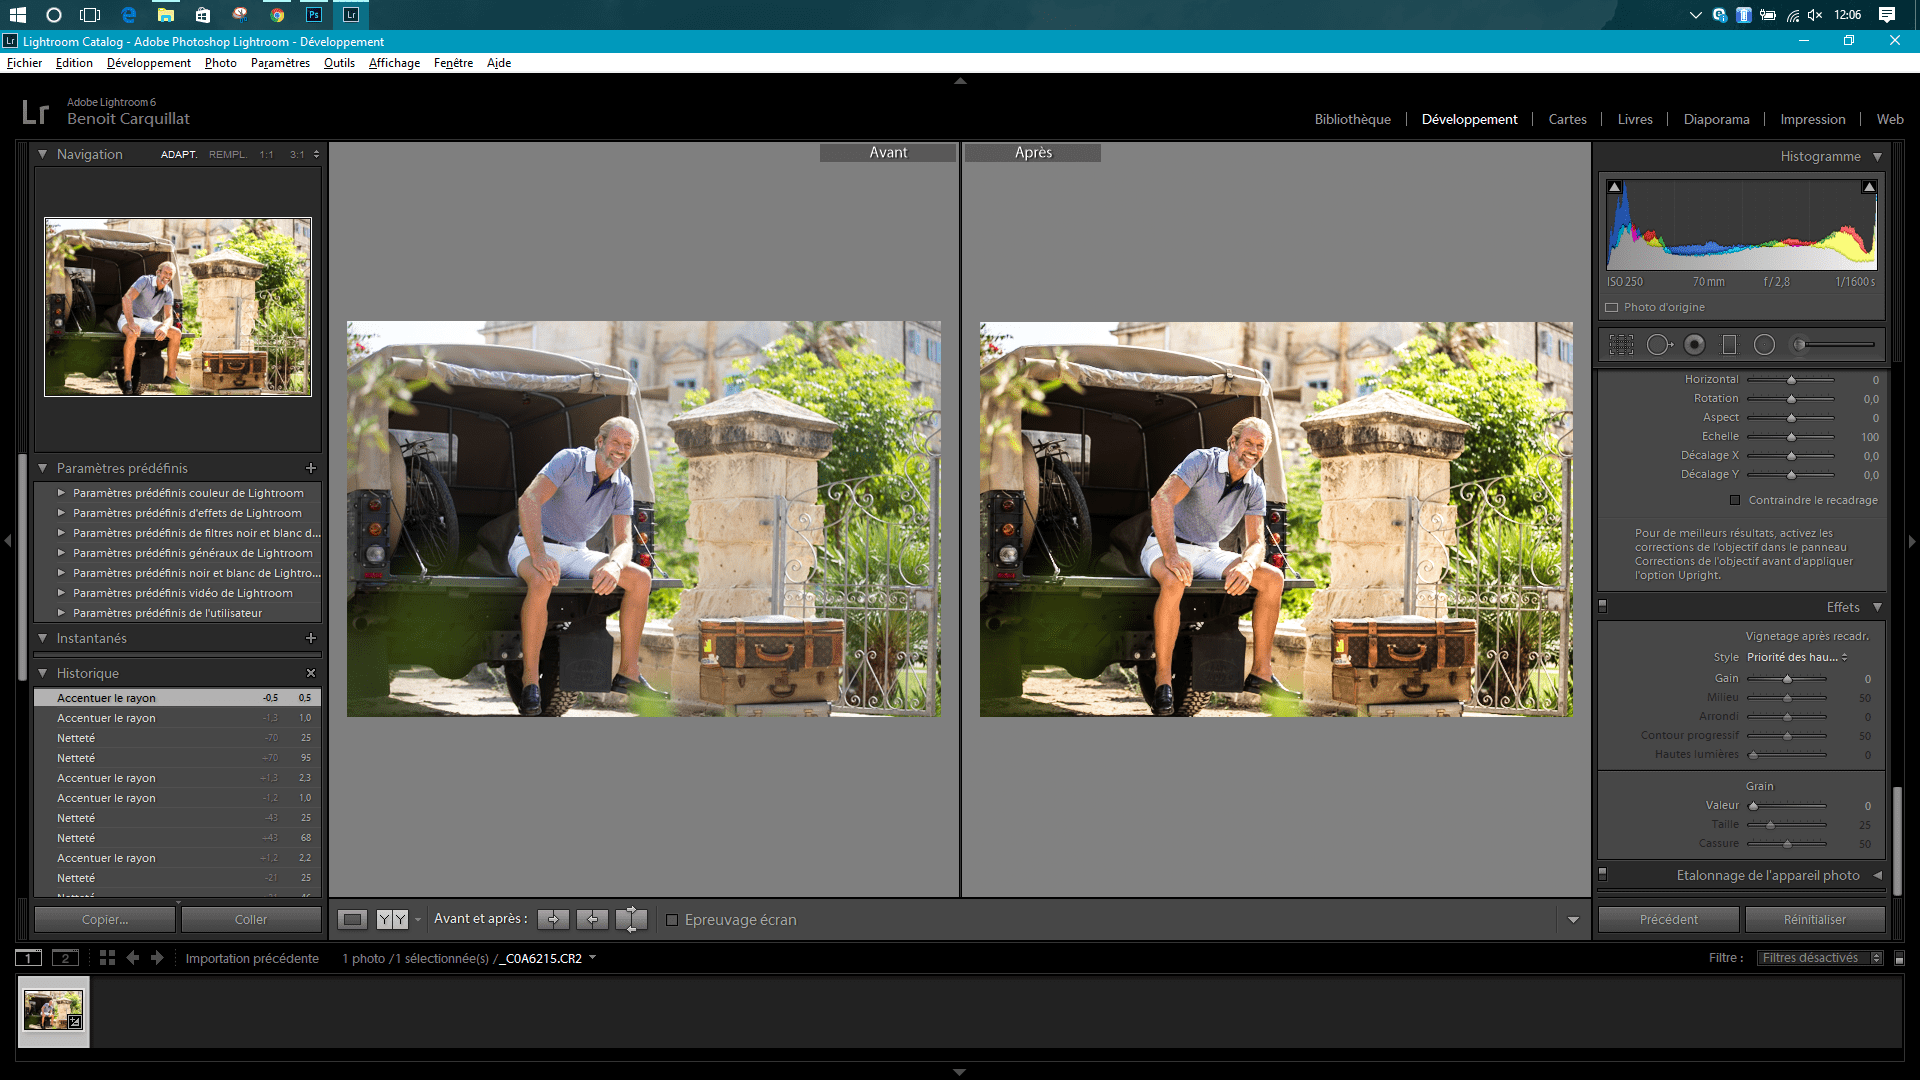 12:06
Lightroom Catalog - Adobe Photoshop Lightroom - Développement
Fichier Edition Développement Photo Paramètres Outils Affichage Fenêtre Aide
Lr
Adobe Lightroom 6
Benoit Carquillat
Bibliothèque | Développement | Cartes | Livres | Diaporama | Impression | Web
Navigation ADAPT. REMPL. 1:1 3:1
Paramètres prédéfinis +
Paramètres prédéfinis couleur de Lightroom
Paramètres prédéfinis d'effets de Lightroom
Paramètres prédéfinis de filtres noir et blanc d...
Paramètres prédéfinis généraux de Lightroom
Paramètres prédéfinis noir et blanc de Lightro...
Paramètres prédéfinis vidéo de Lightroom
Paramètres prédéfinis de l'utilisateur
Instantanés +
Historique
Accentuer le rayon -0,5 0,5
Accentuer le rayon -1,3 1,0
Netteté -70 25
Netteté +70 95
Accentuer le rayon +1,3 2,3
Accentuer le rayon -1,2 1,0
Netteté -43 25
Netteté +43 68
Accentuer le rayon +1,2 2,2
Netteté -21 25
Copier... Coller
Avant Après
YY Avant et après : Epreuvage écran
Histogramme
ISO 250 70 mm f / 2,8 1/1600 s
Photo d'origine
Horizontal 0
Rotation 0,0
Aspect 0
Echelle 100
Décalage X 0,0
Décalage Y 0,0
Contraindre le recadrage
Pour de meilleurs résultats, activez les
corrections de l'objectif dans le panneau
Corrections de l'objectif avant d'appliquer
l'option Upright.
Effets
Vignetage après recadr.
Style Priorité des hau...
Gain 0
Milieu 50
Arrondi 0
Contour progressif 50
Hautes lumières 0
Grain
Valeur 0
Taille 25
Cassure 50
Etalonnage de l'appareil photo
Précédent Réinitialiser
1 2 Importation précédente 1 photo /1 sélectionnée(s) /_C0A6215.CR2
Filtre : Filtres désactivés